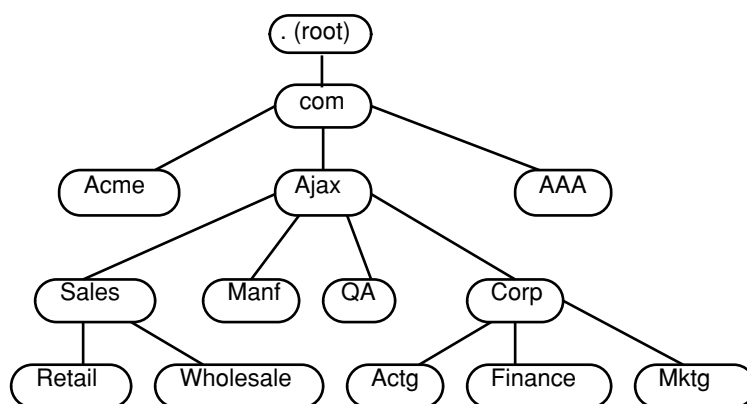 . (root)
com
Acme Ajax AAA
Sales Manf QA Corp
Retail Wholesale Actg Finance Mktg